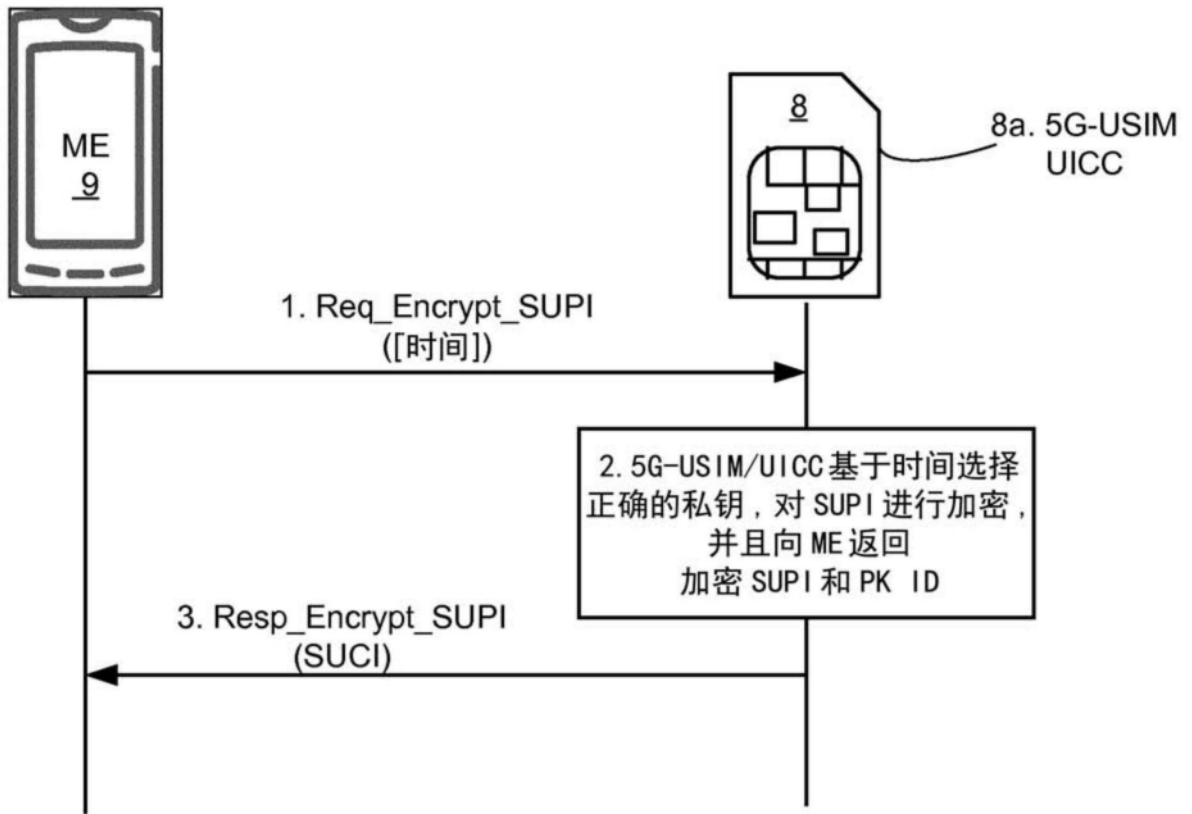 ME
9
8
8a. 5G-USIM
UICC
1. Req_Encrypt_SUPI
([时间])
2. 5G-USIM/UICC基于时间选择
正确的私钥,对SUPI进行加密,
并且向ME返回
加密SUPI和PK ID
3. Resp_Encrypt_SUPI
(SUCI)